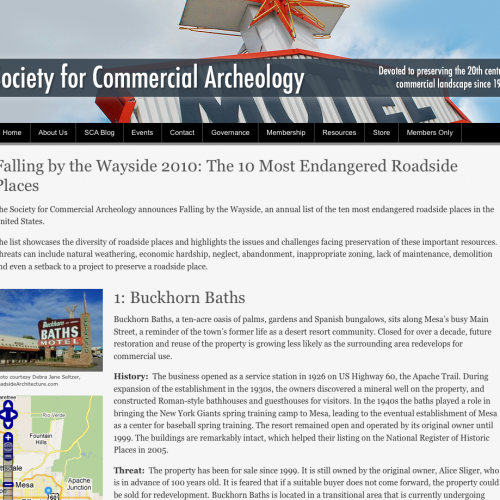 Society for Commercial Archeology
Devoted to preserving the 20th
commercial landscape since
MOTEL
Home About Us SCA Blog Events Contact Governance Membership Resources Store Members Only
Falling by the Wayside 2010: The 10 Most Endangered Roadside
Places
The Society for Commercial Archeology announces Falling by the Wayside, an annual list of the ten most endangered roadside places in the
United States.
The list showcases the diversity of roadside places and highlights the issues and challenges facing preservation of these important resources.
Threats can include natural weathering, economic hardship, neglect, abandonment, inappropriate zoning, lack of maintenance, demolition
and even a setback to a project to preserve a roadside place.
1: Buckhorn Baths
Buckhorn
BATHS
MOTEL
Photo courtesy Debra Jane Seltzer,
RoadsideArchitecture.com
Buckhorn Baths, a ten-acre oasis of palms, gardens and Spanish bungalows, sits along Mesa's busy Main
Street, a reminder of the town's former life as a desert resort community. Closed for over a decade, future
restoration and reuse of the property is growing less likely as the surrounding area redevelops for
commercial use.
History: The business opened as a service station in 1926 on US Highway 60, the Apache Trail. During
expansion of the establishment in the 1930s, the owners discovered a mineral well on the property, and
constructed Roman-style bathhouses and guesthouses for visitors. In the 1940s the baths played a role in
bringing the New York Giants spring training camp to Mesa, leading to the eventual establishment of Mesa
as a center for baseball spring training. The resort remained open and operated by its original owner until
1999. The buildings are remarkably intact, which helped their listing on the National Register of Historic
Places in 2005.
Threat: The property has been for sale since 1999. It is still owned by the original owner, Alice Sliger, who
is in advance of 100 years old. It is feared that if a suitable buyer does not come forward, the property could
be sold for redevelopment. Buckhorn Baths is located in a transitional area that is currently undergoing
Rio Verde
Fountain
Hills
Mesa
Apache
Junction